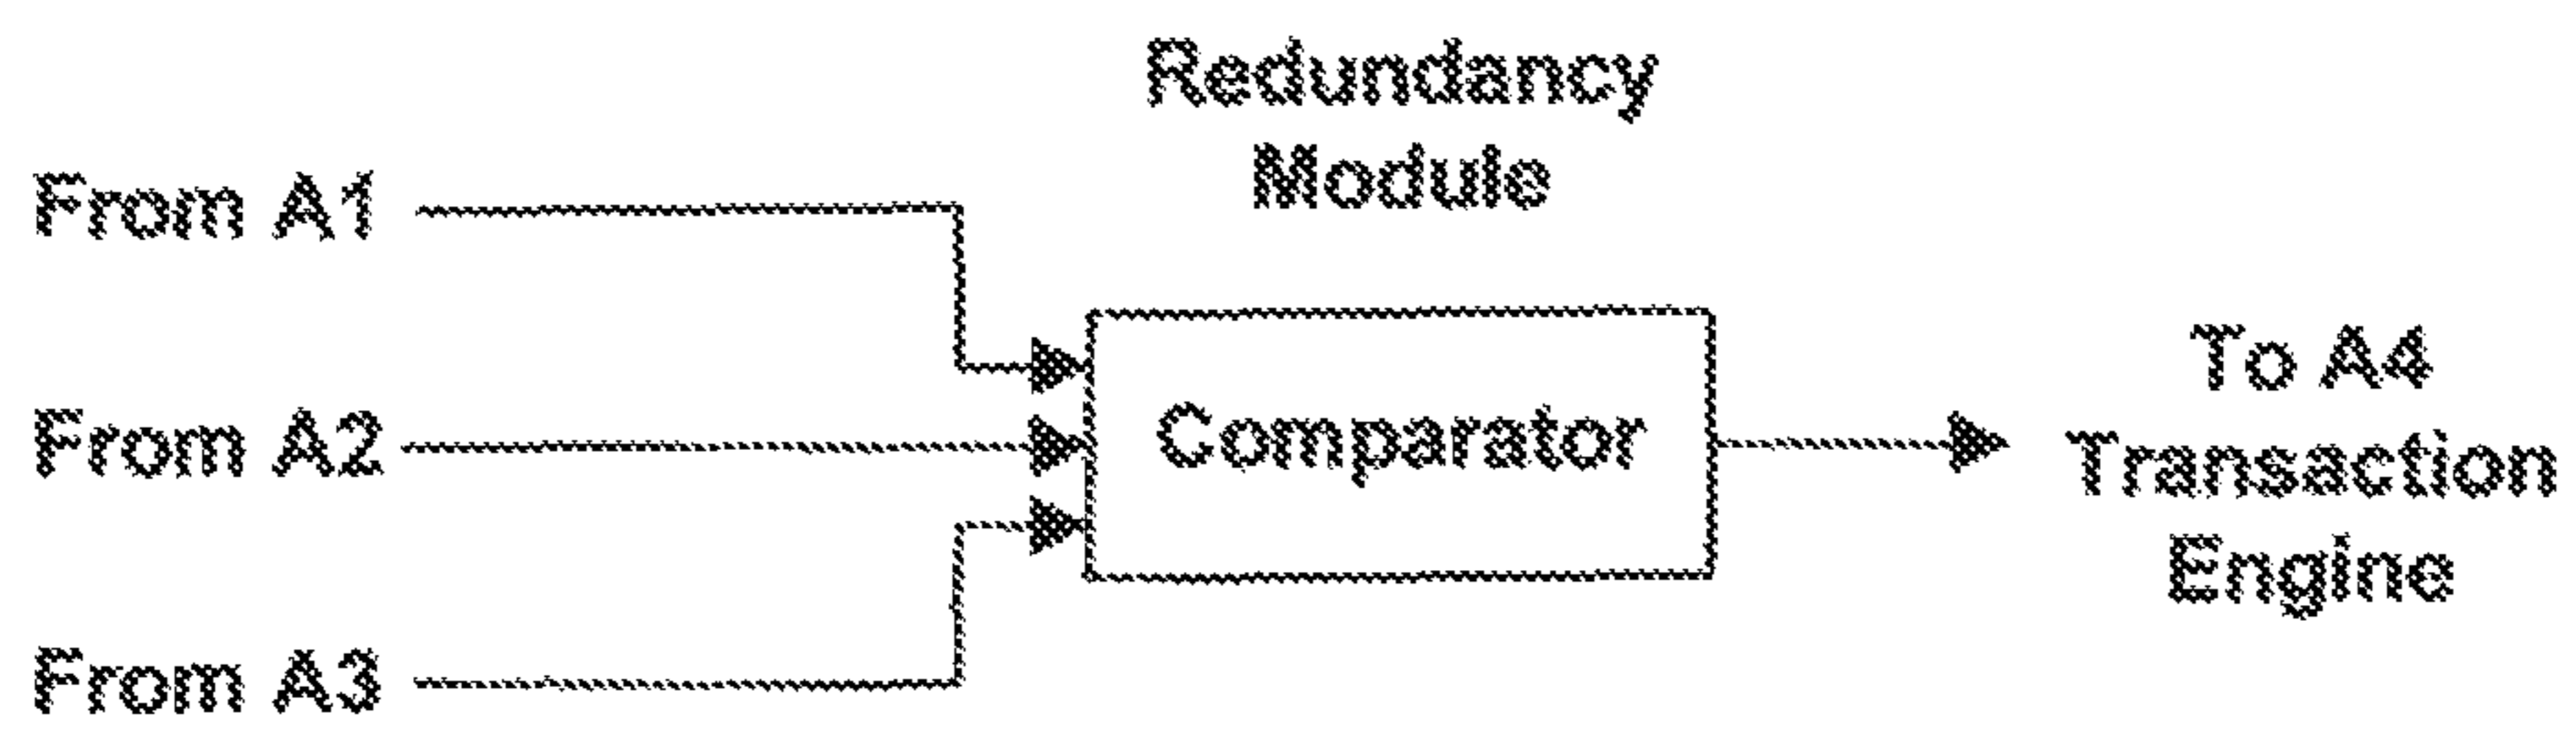 Redundancy
Module
From A1
From A2
From A3
Comparator
To A4
Transaction
Engine